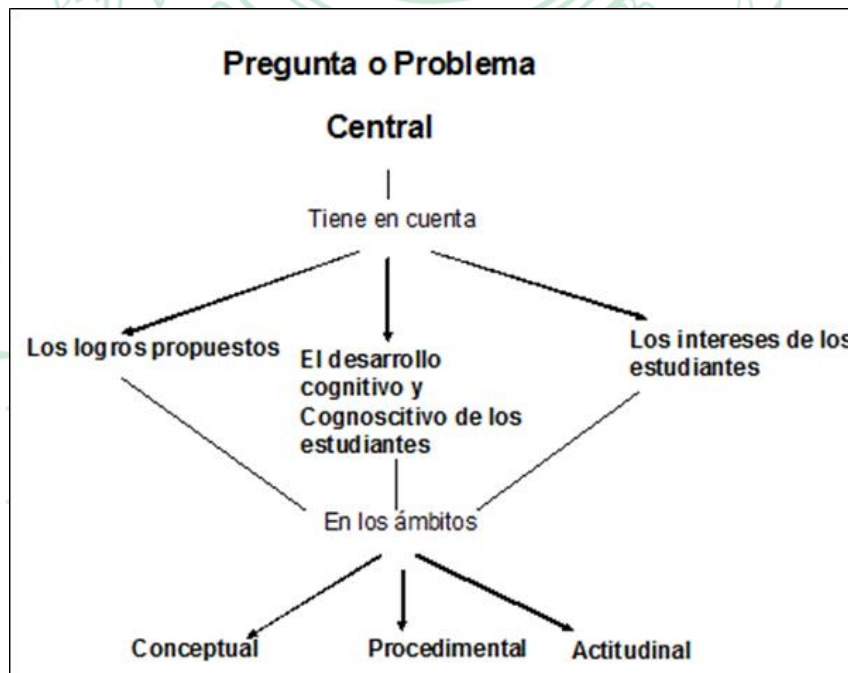 Pregunta o Problema
Central
Tiene en cuenta
Los logros propuestos
El desarrollo
cognitivo y
Cognoscitivo de los
estudiantes
Los intereses de los
estudiantes
En los ámbitos
Conceptual
Procedimental
Actitudinal